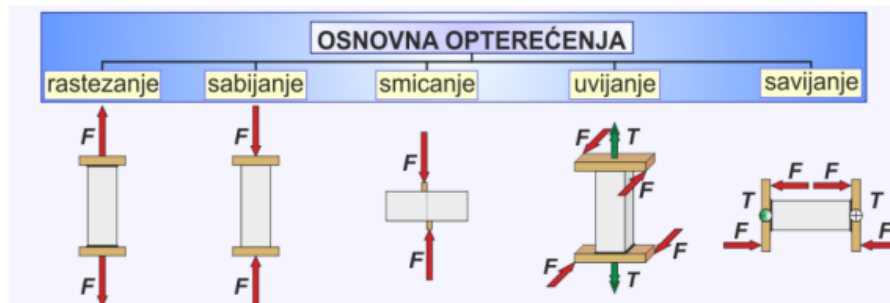 OSNOVNA OPTEREĆENJA
rastezanje sabijanje smicanje uvijanje savijanje
F F F F T F F
F T T
F F
F F F F F T